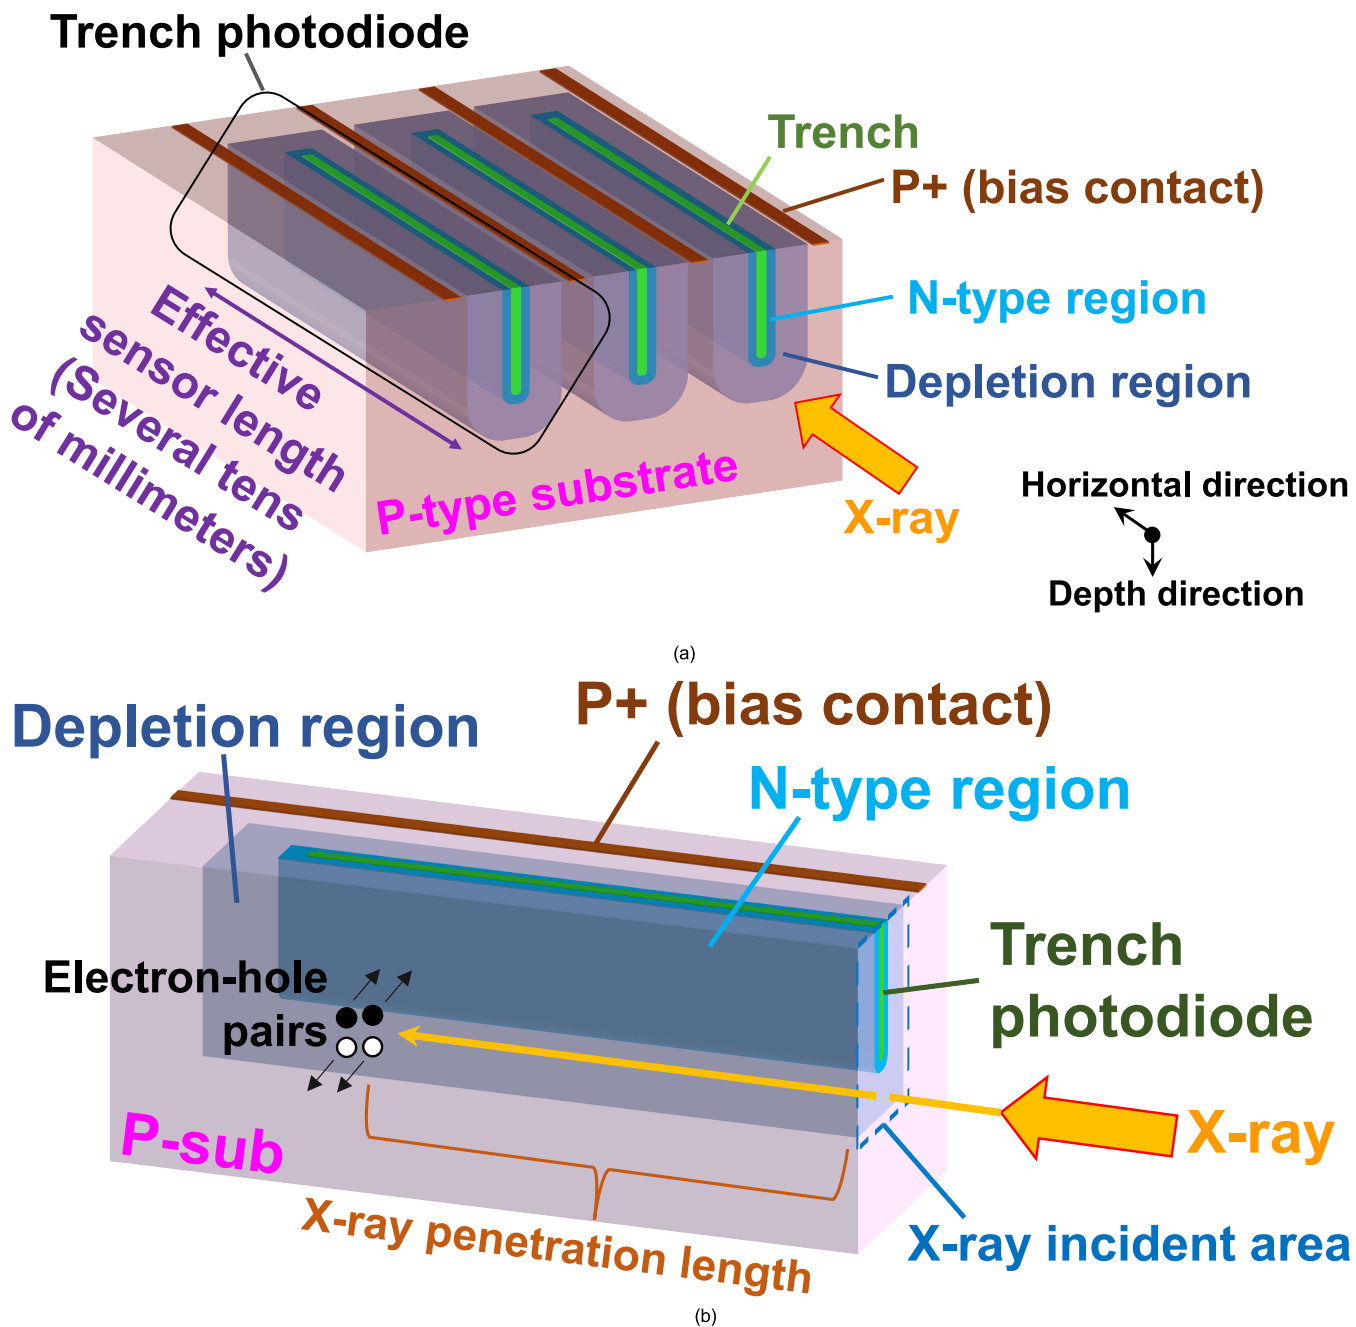 Trench photodiode
Trench
P+ (bias contact)
N-type region
Depletion region
Effective
sensor length
(Several tens
of millimeters)
P-type substrate
X-ray
Horizontal direction
Depth direction
(a)
P+ (bias contact)
Depletion region
N-type region
Trench
photodiode
Electron-hole
pairs
P-sub
X-ray
X-ray penetration length
X-ray incident area
(b)